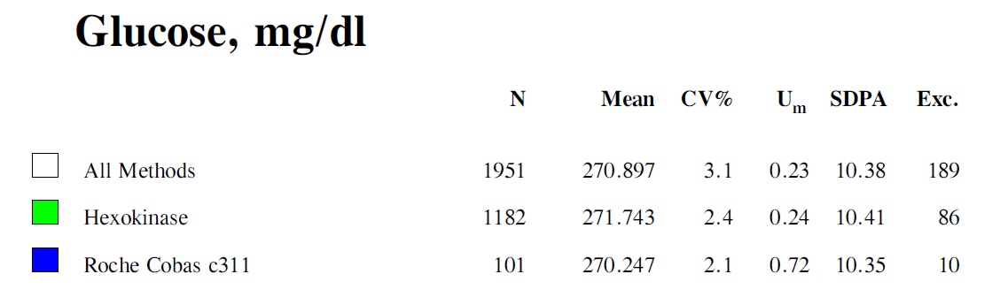 Glucose, mg/dl
N Mean CV% Um SDPA Exc.
All Methods 1951 270.897 3.1 0.23 10.38 189
Hexokinase 1182 271.743 2.4 0.24 10.41 86
Roche Cobas c311 101 270.247 2.1 0.72 10.35 10